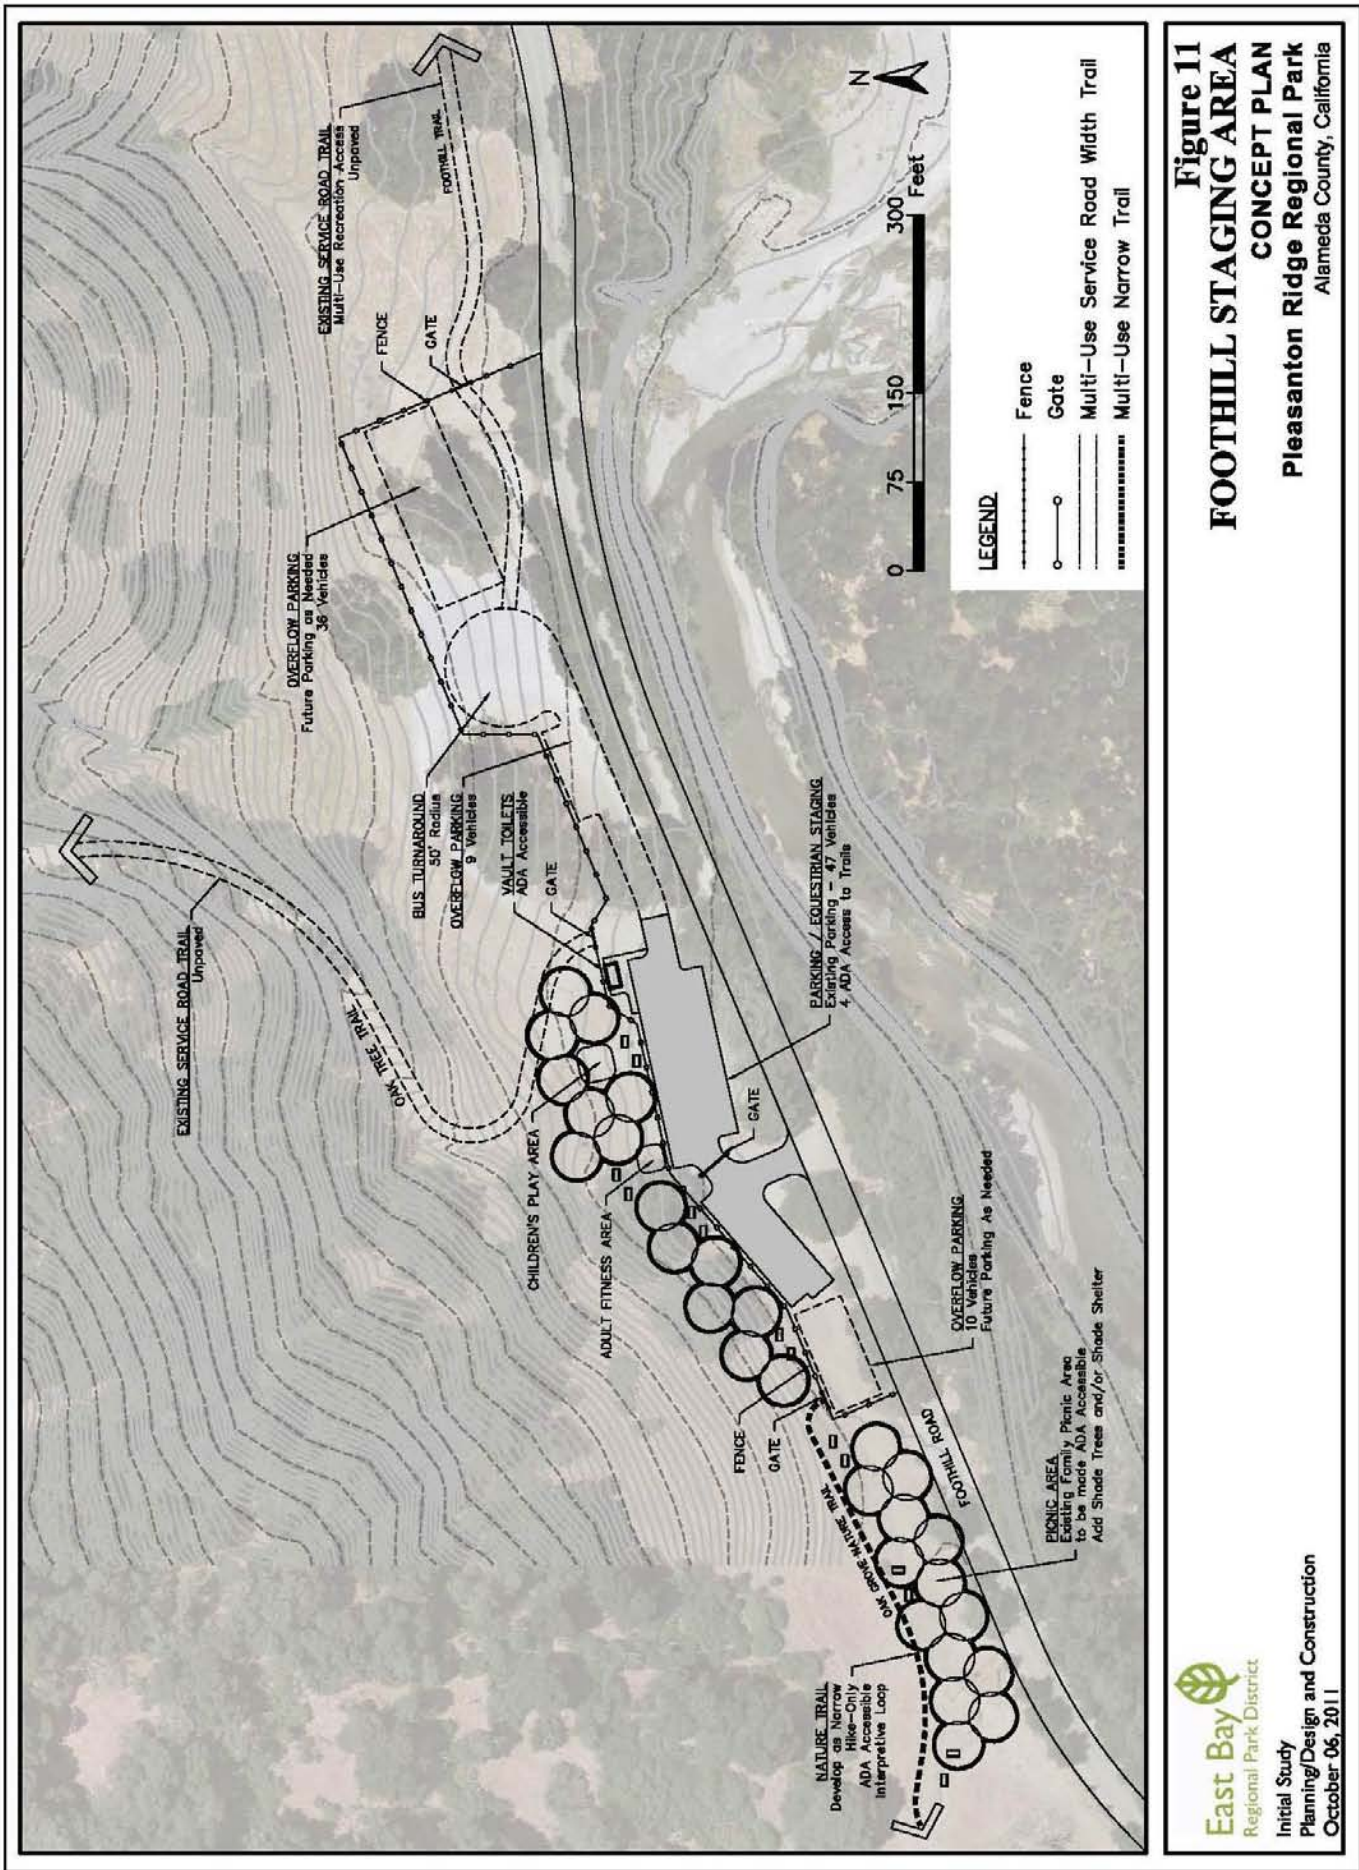 EXISTING SERVICE ROAD TRAIL
Unpaved
OAK TREE TRAIL
EXISTING SERVICE ROAD TRAIL
Multi-Use Recreation Access
Unpaved
FOOTHILL TRAIL
FENCE
GATE
OVERFLOW PARKING
Future Parking as Needed
36 Vehicles
BUS TURNAROUND
50' Radius
OVERFLOW PARKING
9 Vehicles
VAULT TOILETS
ADA Accessible
GATE
CHILDREN'S PLAY AREA
ADULT FITNESS AREA
FENCE
GATE
NATURE TRAIL
Develop as Narrow
Hike-Only
ADA Accessible
Interpretive Loop
OAK GROVE NATURE TRAIL
FOOTHILL ROAD
GATE
PARKING / EQUESTRIAN STAGING
Existing Parking - 47 Vehicles
4 ADA Access to Trails
OVERFLOW PARKING
10 Vehicles
Future Parking As Needed
PICNIC AREA
Existing Family Picnic Area
to be made ADA Accessible
Add Shade Trees and/or Shade Shelter
N
0 75 150 300
Feet
LEGEND
Fence
Gate
Multi-Use Service Road Width Trail
Multi-Use Narrow Trail
East Bay
Regional Park District
Initial Study
Planning/Design and Construction
October 06, 2011
Figure 11
FOOTHILL STAGING AREA
CONCEPT PLAN
Pleasanton Ridge Regional Park
Alameda County, California